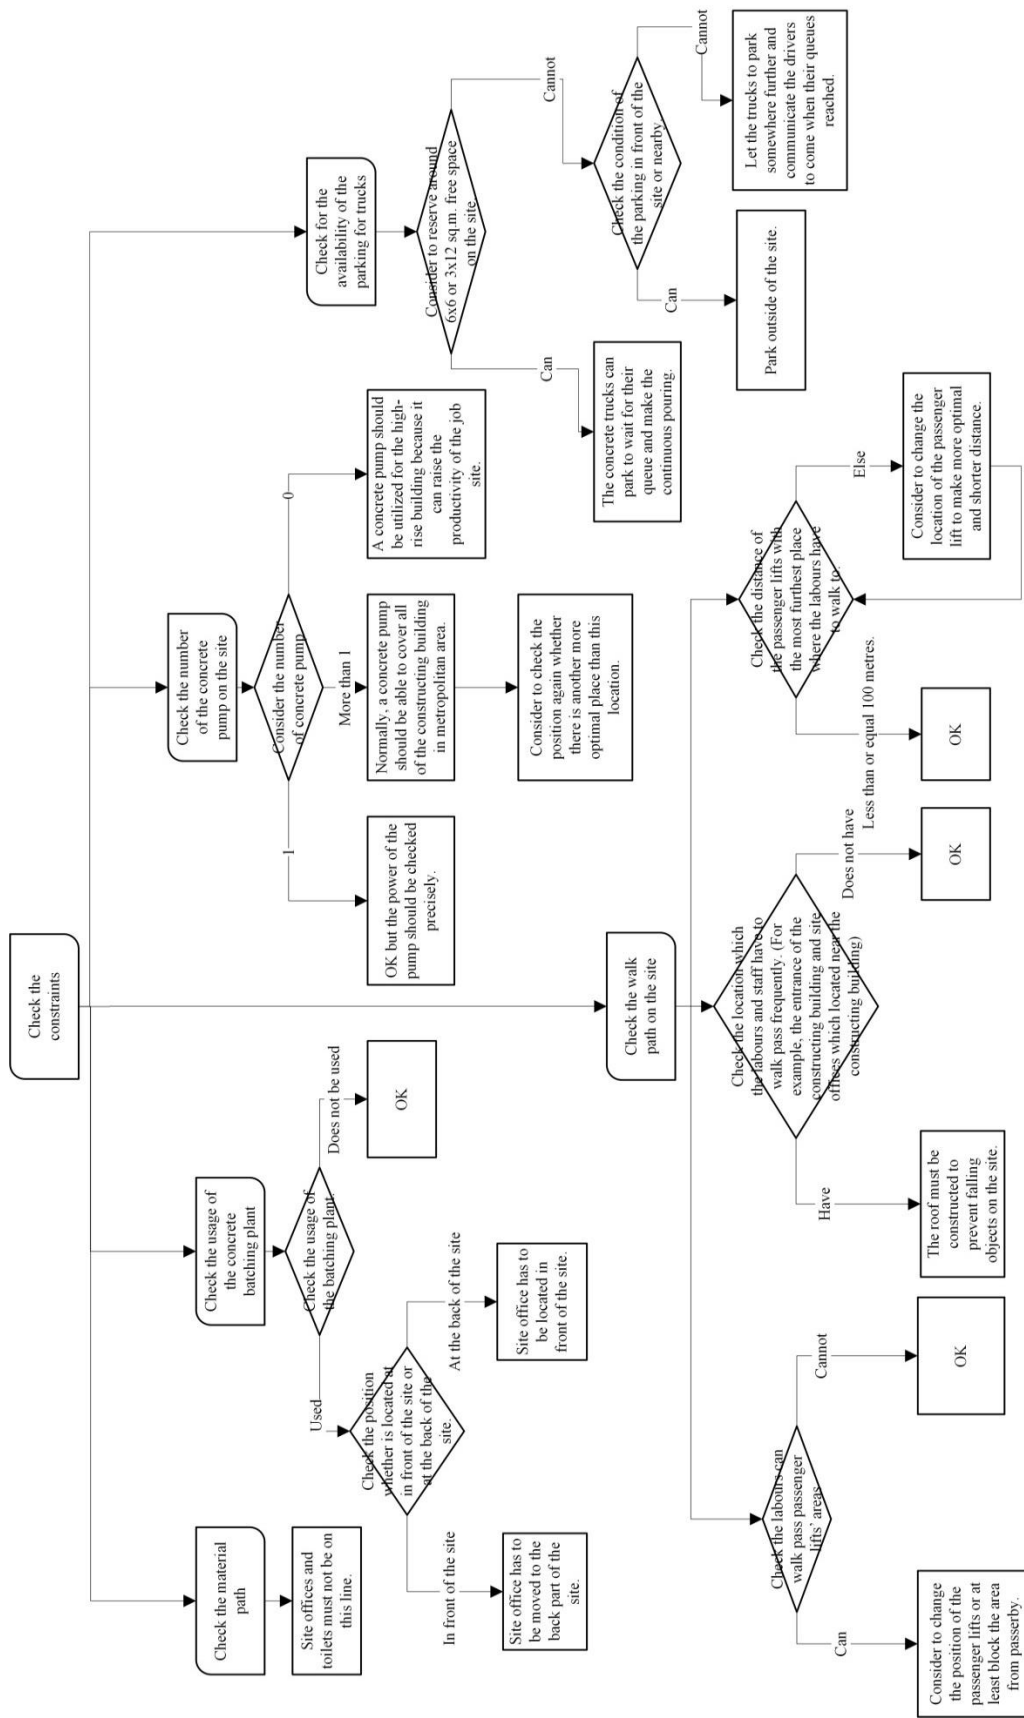 Check the
constraints
Check the material
path
Site offices and
toilets must not be on
this line.
Check the usage of
the concrete
batching plant
Check the usage of
the batching plant.
Used
Does not be used
OK
Check the position
whether is located at
in front of the site or
at the back of the
site.
In front of the site
At the back of the site
Site office has to
be moved to the
back part of the
site.
Site office has to
be located in
front of the site.
Check the number
of the concrete
pump on the site
Consider the number
of concrete pump
1
More than 1
0
OK but the power of the
pump should be checked
precisely.
Normally, a concrete pump
should be able to cover all
of the constructing building
in metropolitan area.
Consider to check the
position again whether
there is another more
optimal place than this
location.
A concrete pump should
be utilized for the high-
rise building because it
can raise the
productivity of the job
site.
Check for the
availability of the
parking for trucks
Consider to reserve around
6x6 or 3x12 sq.m. free space
on the site.
Can
Cannot
The concrete trucks can
park to wait for their
queue and make the
continuous pouring.
Check the condition of
the parking in front of the
site or nearby.
Can
Cannot
Park outside of the site.
Let the trucks to park
somewhere further and
communicate the drivers
to come when their queues
reached.
Check the walk
path on the site
Check the labours can
walk pass passenger
lifts' areas
Can
Cannot
Consider to change
the position of the
passenger lifts or at
least block the area
from passerby.
OK
Check the location which
the labours and staff have to
walk pass frequently. (For
example, the entrance of the
constructing building and site
offices which located near the
constructing building)
Have
Does not have
The roof must be
constructed to
prevent falling
objects on the site.
OK
Check the distance of
the passenger lifts with
the most furthest place
where the labours have
to walk to.
Less than or equal 100 metres.
Else
OK
Consider to change the
location of the passenger
lift to make more optimal
and shorter distance.